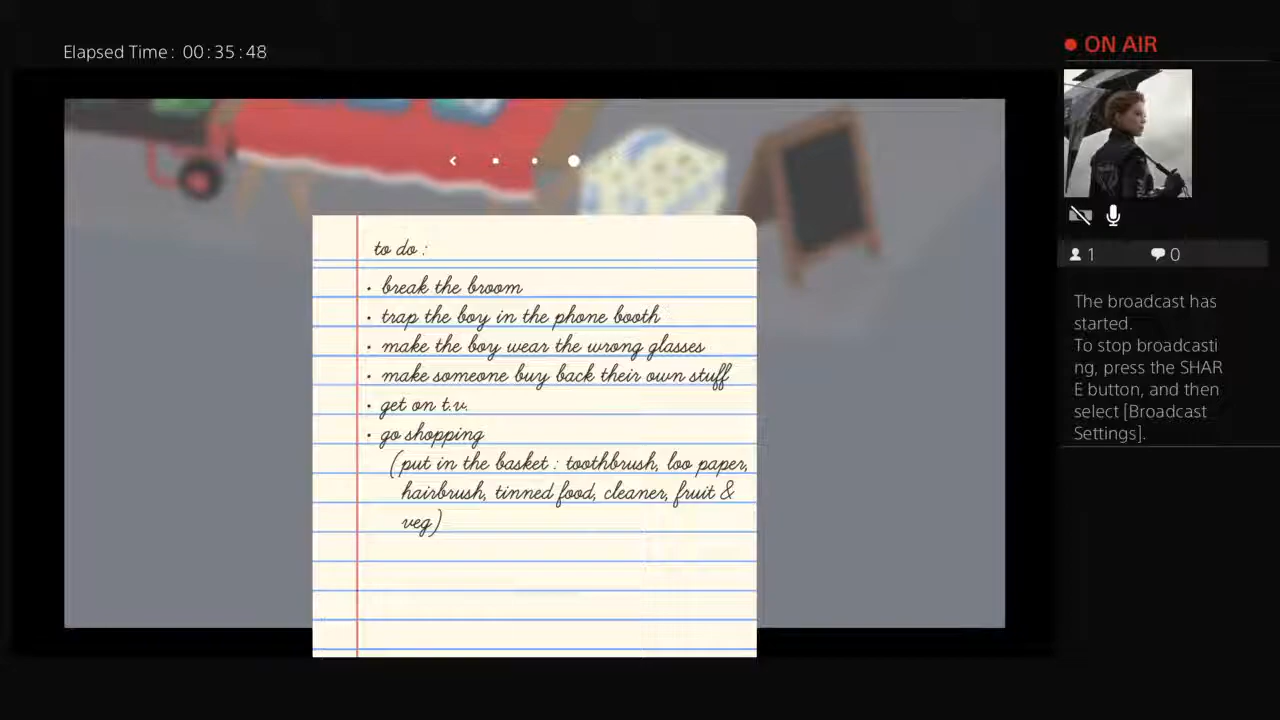 Elapsed Time: 00:35:48
ON AIR
1 0
The broadcast has
started.
To stop broadcasti
ng, press the SHAR
E button, and then
select [Broadcast
Settings].
to do :
• break the broom
• trap the boy in the phone booth
• make the boy wear the wrong glasses
• make someone buy back their own stuff
• get on t.v.
• go shopping
(put in the basket : toothbrush, loo paper,
hairbrush, tinned food, cleaner, fruit &
veg)